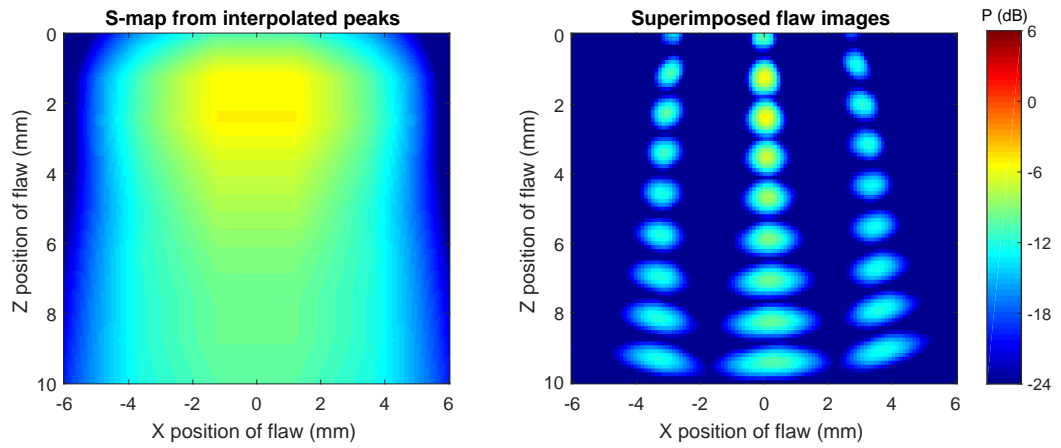 S-map from interpolated peaks
0
2
4
6
8
10
Z position of flaw (mm)
-6 -4 -2 0 2 4 6
X position of flaw (mm)
Superimposed flaw images
0
2
4
6
8
10
Z position of flaw (mm)
-6 -4 -2 0 2 4 6
X position of flaw (mm)
P (dB)
6
0
-6
-12
-18
-24